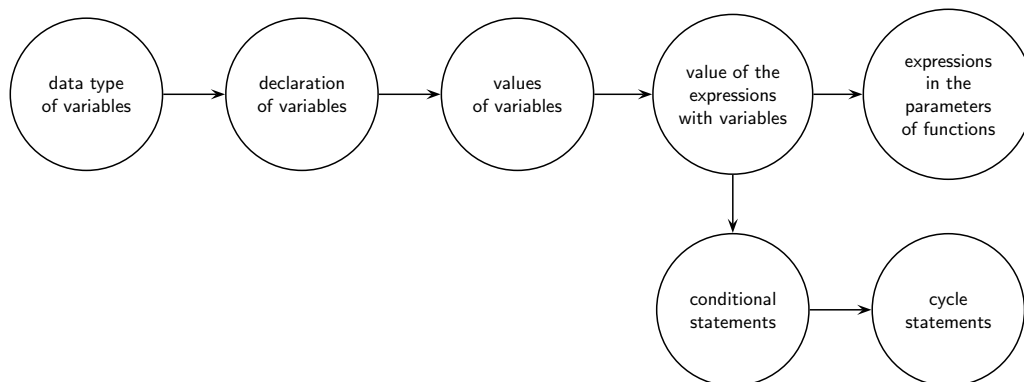 data type
of variables
declaration
of variables
values
of variables
value of the
expressions
with variables
expressions
in the
parameters
of functions
conditional
statements
cycle
statements